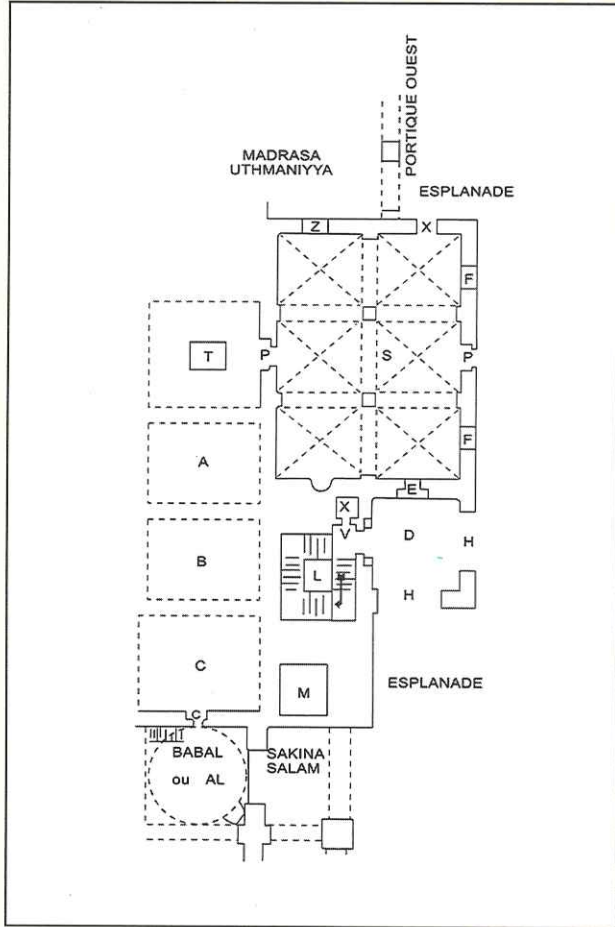 PORTIQUE OUEST
MADRASA
UTHMANIYYA
ESPLANADE
Z
X
F
T
P
S
P
A
F
E
X
V
D
H
B
L
H
C
M
ESPLANADE
C
BABAL
SAKINA
ou AL
SALAM